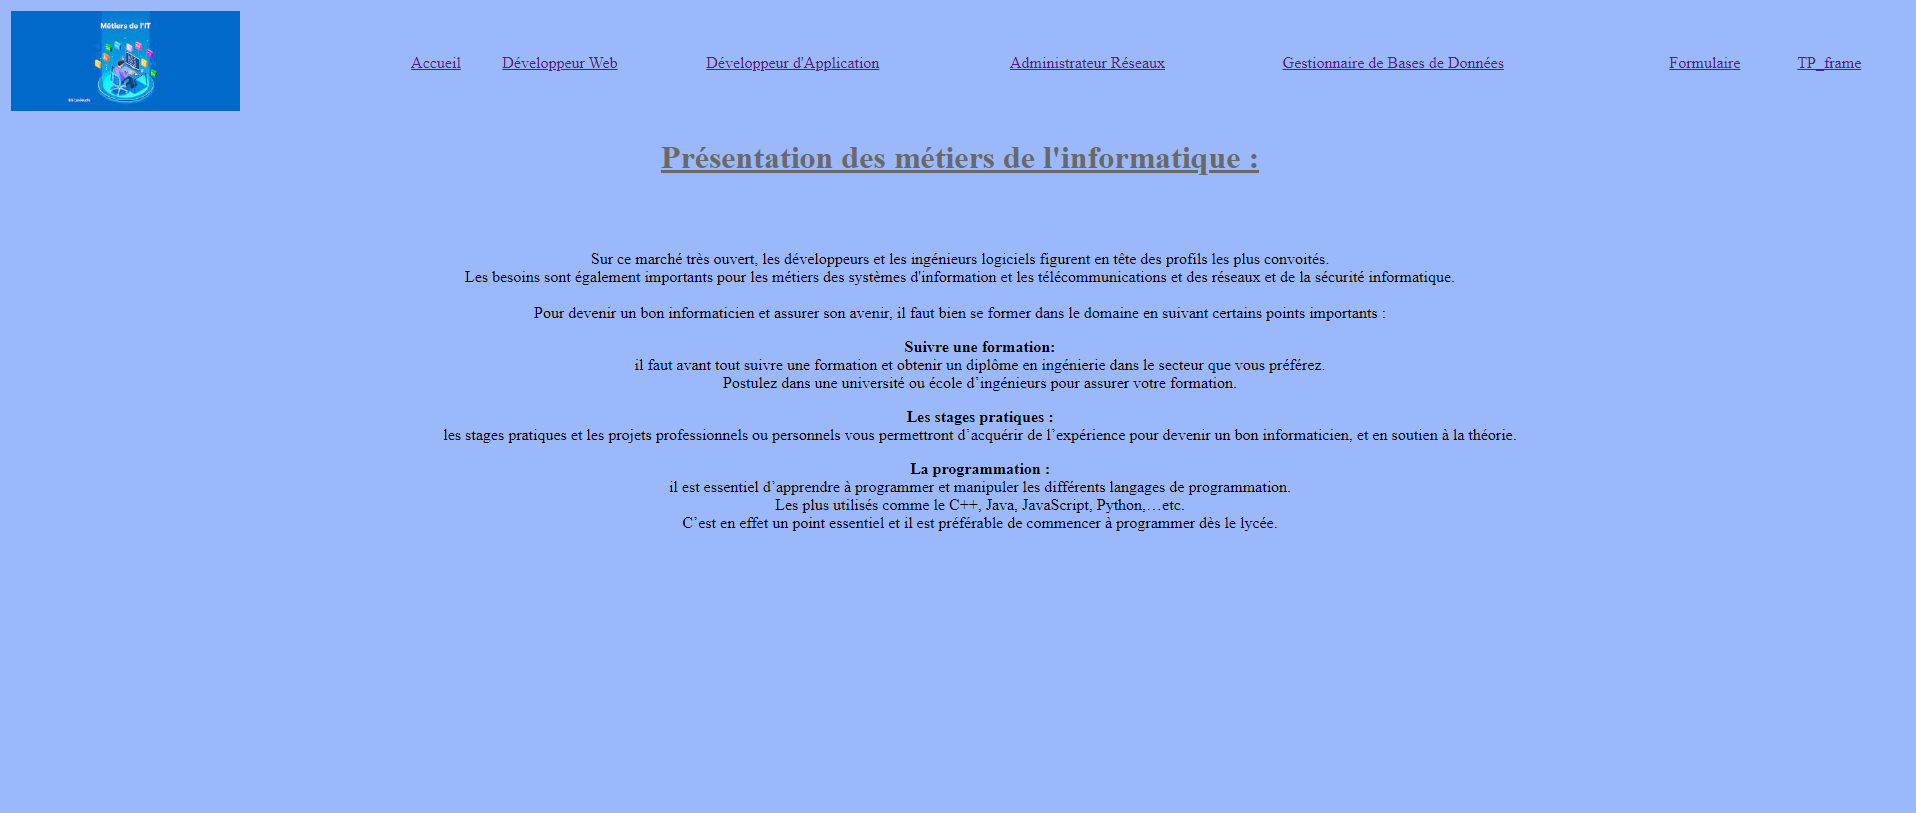 Métiers de l'IT
Accueil Développeur Web Développeur d'Application Administrateur Réseaux Gestionnaire de Bases de Données Formulaire TP_frame
Présentation des métiers de l'informatique :
Sur ce marché très ouvert, les développeurs et les ingénieurs logiciels figurent en tête des profils les plus convoités.
Les besoins sont également importants pour les métiers des systèmes d'information et les télécommunications et des réseaux et de la sécurité informatique.
Pour devenir un bon informaticien et assurer son avenir, il faut bien se former dans le domaine en suivant certains points importants :
Suivre une formation:
il faut avant tout suivre une formation et obtenir un diplôme en ingénierie dans le secteur que vous préférez.
Postulez dans une université ou école d’ingénieurs pour assurer votre formation.
Les stages pratiques :
les stages pratiques et les projets professionnels ou personnels vous permettront d’acquérir de l’expérience pour devenir un bon informaticien, et en soutien à la théorie.
La programmation :
il est essentiel d’apprendre à programmer et manipuler les différents langages de programmation.
Les plus utilisés comme le C++, Java, JavaScript, Python,…etc.
C’est en effet un point essentiel et il est préférable de commencer à programmer dès le lycée.